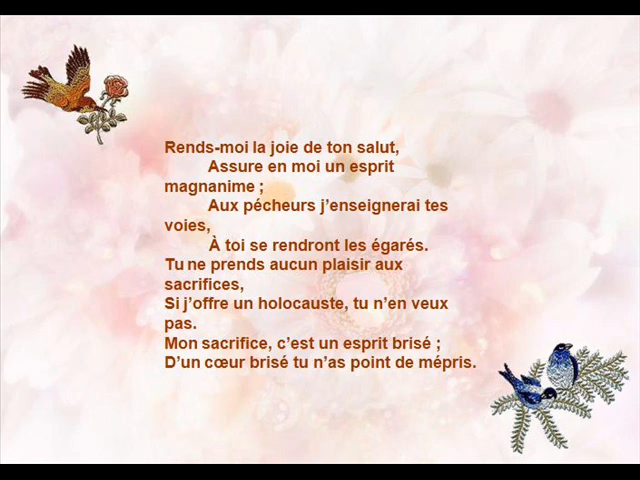 Rends-moi la joie de ton salut,
Assure en moi un esprit
magnanime ;
Aux pécheurs j’enseignerai tes
voies,
À toi se rendront les égarés.
Tu ne prends aucun plaisir aux
sacrifices,
Si j’offre un holocauste, tu n’en veux
pas.
Mon sacrifice, c’est un esprit brisé ;
D’un cœur brisé tu n’as point de mépris.